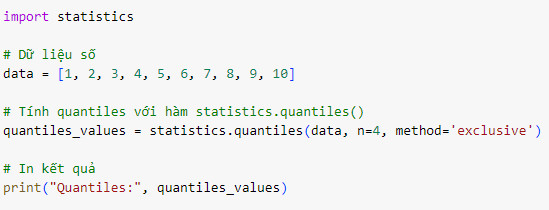 import statistics
# Dữ liệu số
data = [1, 2, 3, 4, 5, 6, 7, 8, 9, 10]
# Tính quantiles với hàm statistics.quantiles()
quantiles_values = statistics.quantiles(data, n=4, method='exclusive')
# In kết quả
print("Quantiles:", quantiles_values)